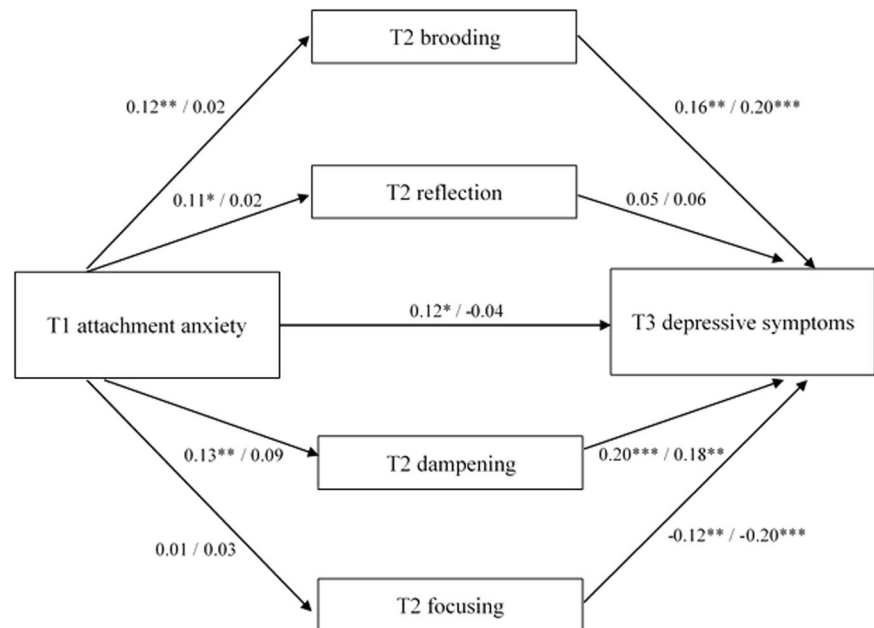 T2 brooding
0.12** / 0.02
0.16** / 0.20***
T2 reflection
0.11* / 0.02
0.05 / 0.06
T1 attachment anxiety
0.12* / -0.04
T3 depressive symptoms
0.13** / 0.09
T2 dampening
0.20*** / 0.18**
0.01 / 0.03
-0.12** / -0.20***
T2 focusing